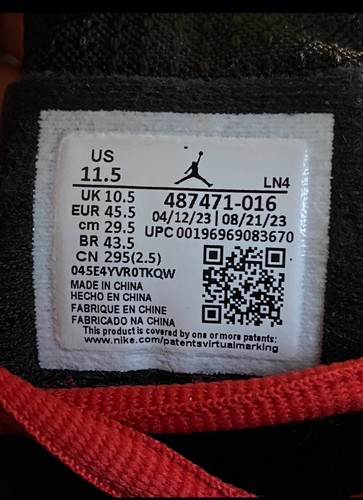 US
11.5
LN4
UK 10.5
EUR 45.5
cm 29.5
BR 43.5
CN 295(2.5)
487471-016
04/12/23 | 08/21/23
UPC 00196969083670
045E4YVR0TKQW
MADE IN CHINA
HECHO EN CHINA
FABRIQUE EN CHINE
FABRICADO NA CHINA
This product is covered by one or more patents:
www.nike.com/patentsvirtualmarking